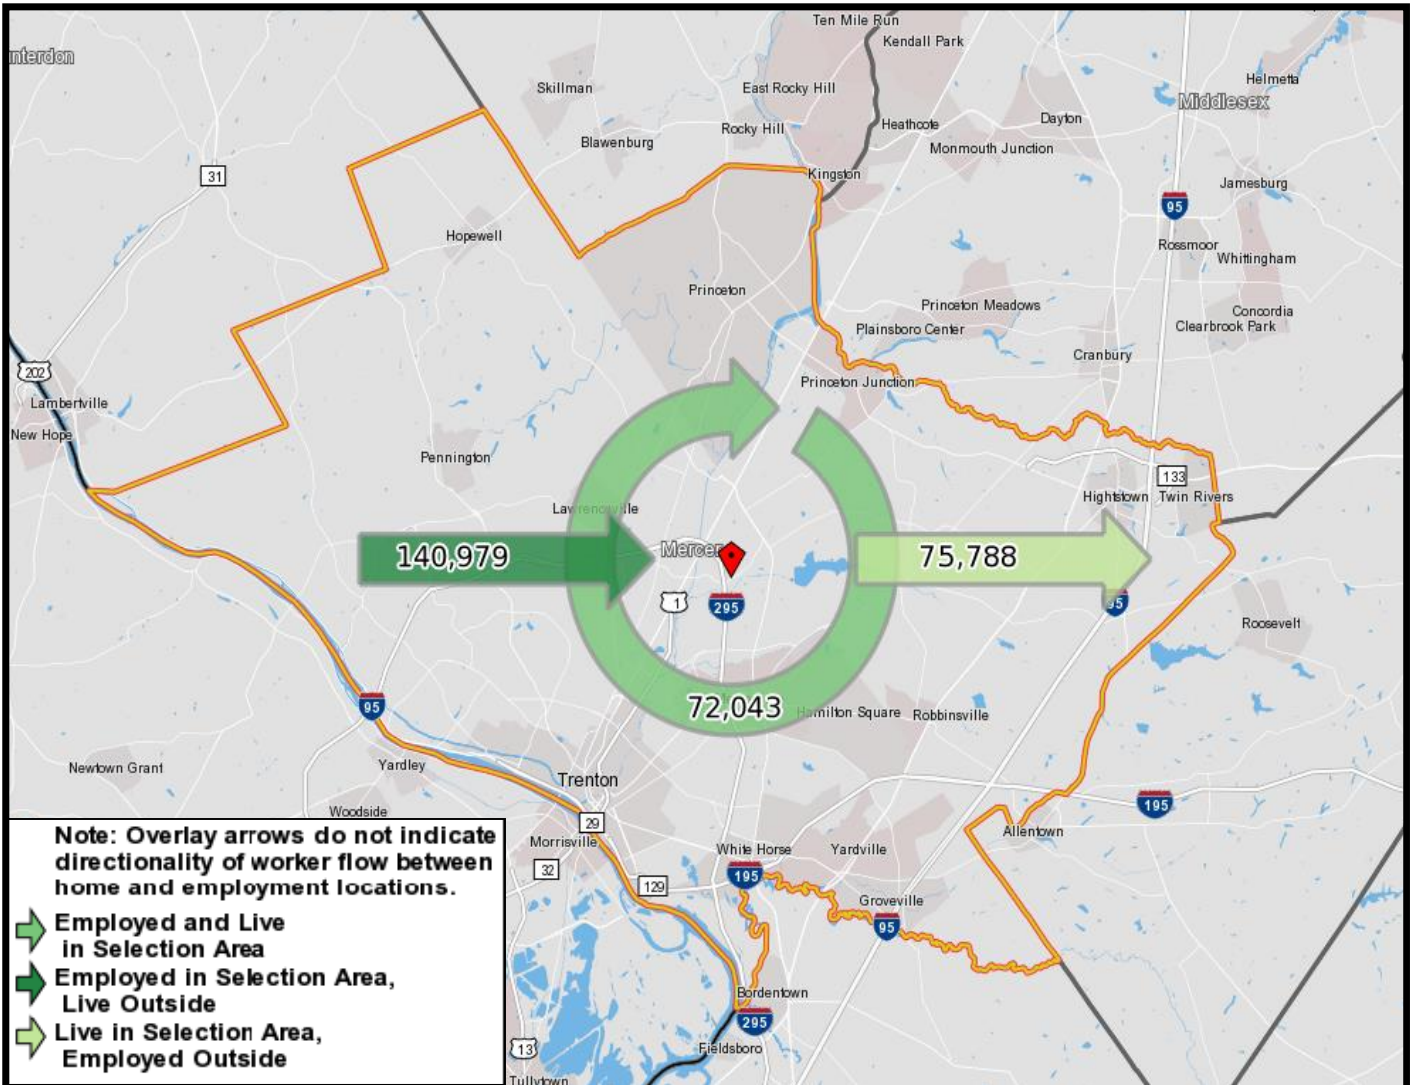 Ten Mile Run
Kendall Park
nterdon
Skillman
East Rocky Hill
Helmetta
Middlesex
Rocky Hill
Heathcote
Dayton
Blawenburg
Monmouth Junction
31
Kingston
Jamesburg
95
Hopewell
Rossmoor
Whittingham
Princeton
Princeton Meadows
Concordia
Plainsboro Center
Clearbrook Park
202
Cranbury
Lambertville
Princeton Junction
New Hope
Pennington
133
Hightstown
Twin Rivers
Lawrenceville
140,979
Mercer
75,788
1
295
95
Roosevelt
72,043
Hamilton Square
Robbinsville
95
Newtown Grant
Yardley
Trenton
195
Woodside
29
Allentown
Morrisville
White Horse
Yardville
32
195
129
Groveville
95
Bordentown
295
13
Fieldsboro
Tullytown
Note: Overlay arrows do not indicate
directionality of worker flow between
home and employment locations.
Employed and Live
in Selection Area
Employed in Selection Area,
Live Outside
Live in Selection Area,
Employed Outside